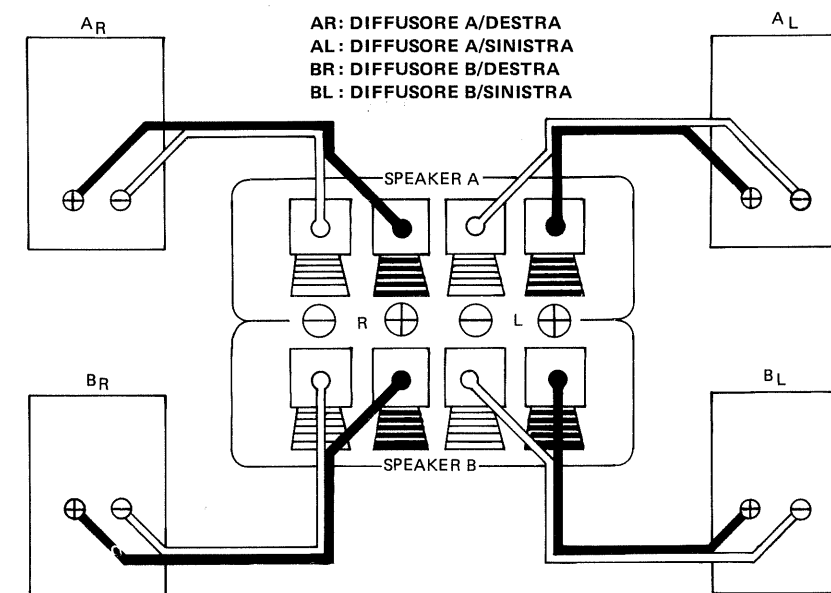 AR
AR: DIFFUSORE A/DESTRA
AL: DIFFUSORE A/SINISTRA
BR: DIFFUSORE B/DESTRA
BL: DIFFUSORE B/SINISTRA
AL
SPEAKER A
R
L
BR
BL
SPEAKER B